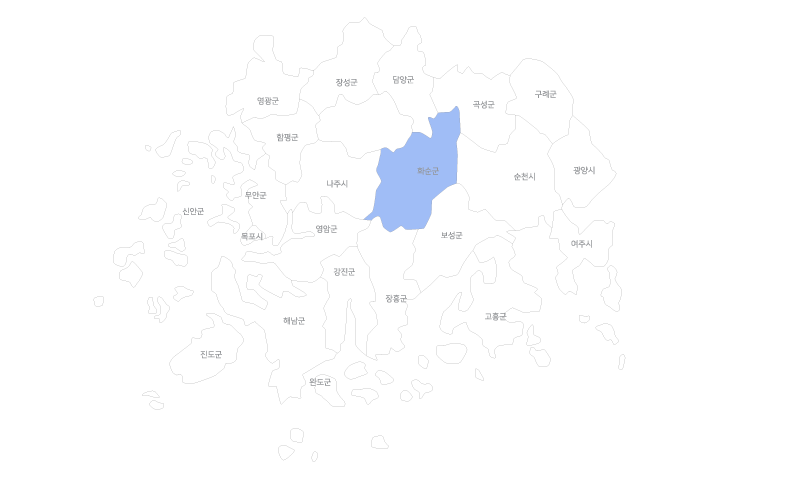 장성군
담양군
영광군
곡성군
구례군
함평군
화순군
나주시
순천시
광양시
무안군
신안군
영암군
목포시
보성군
여주시
강진군
장흥군
해남군
고흥군
진도군
완도군